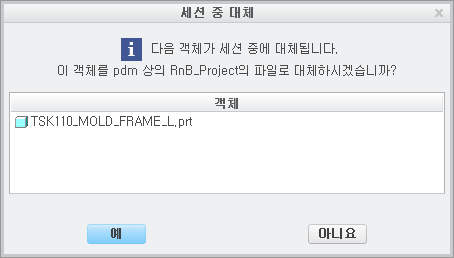 세션 중 대체
다음 객체가 세션 중에 대체됩니다.
이 객체를 pdm 상의 RnB_Project의 파일로 대체하시겠습니까?
객체
TSK110_MOLD_FRAME_L.prt
예
아니요